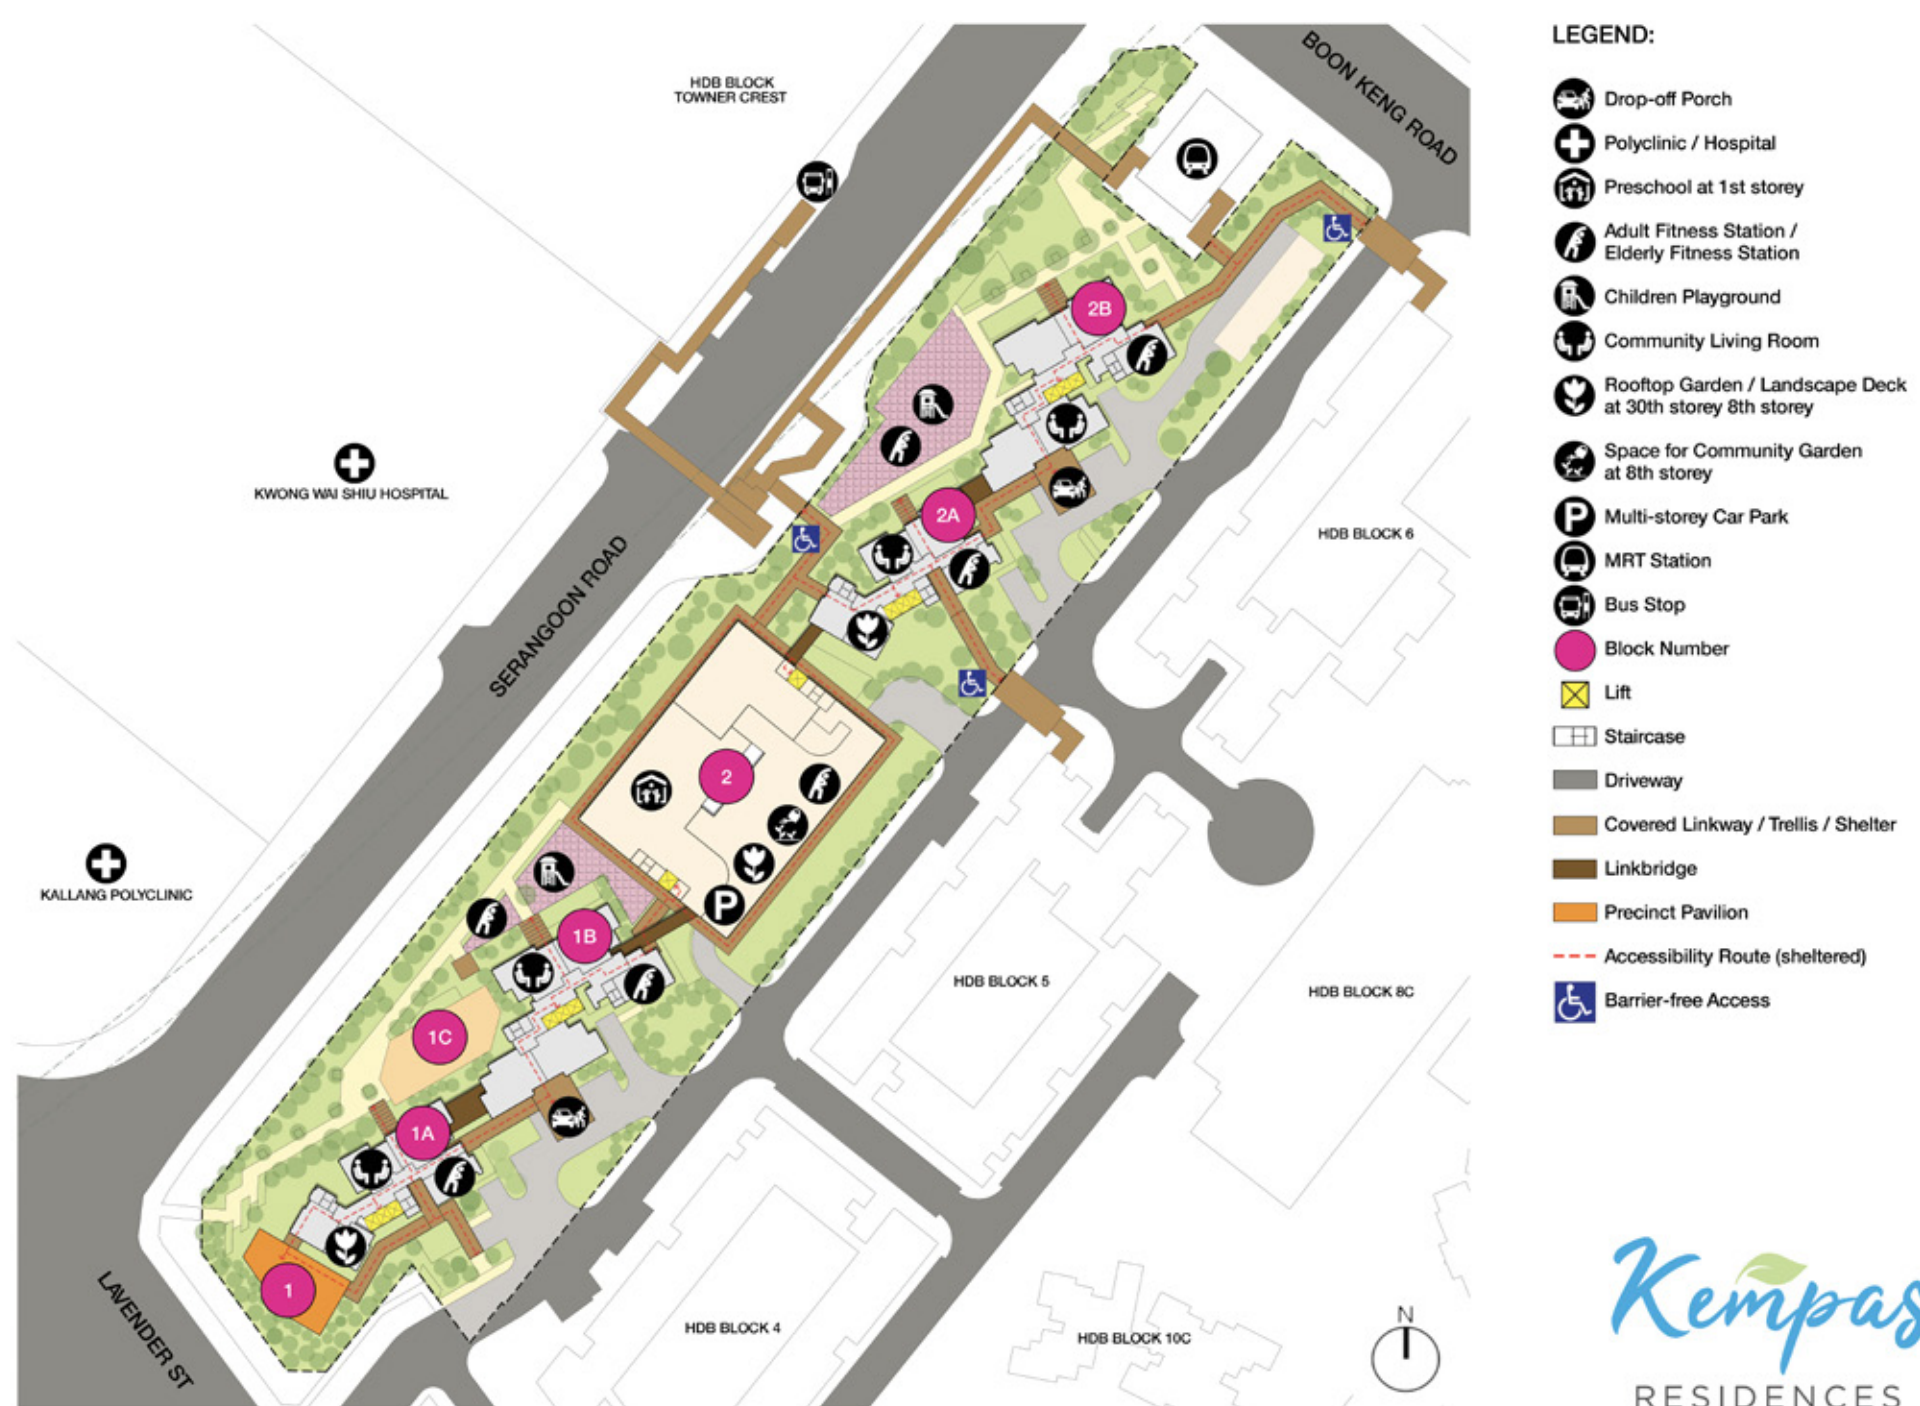 HDB BLOCK
TOWNER CREST
BOON KENG ROAD
2B
KWONG WAI SHIU HOSPITAL
2A
HDB BLOCK 6
SERANGOON ROAD
2
KALLANG POLYCLINIC
P
1B
HDB BLOCK 5
HDB BLOCK 8C
1C
1A
1
LAVENDER ST
HDB BLOCK 4
HDB BLOCK 10C
N
LEGEND:
Drop-off Porch
Polyclinic / Hospital
Preschool at 1st storey
Adult Fitness Station /
Elderly Fitness Station
Children Playground
Community Living Room
Rooftop Garden / Landscape Deck
at 30th storey 8th storey
Space for Community Garden
at 8th storey
P
Multi-storey Car Park
MRT Station
Bus Stop
Block Number
Lift
Staircase
Driveway
Covered Linkway / Trellis / Shelter
Linkbridge
Precinct Pavilion
Accessibility Route (sheltered)
Barrier-free Access
Kempas
RESIDENCES